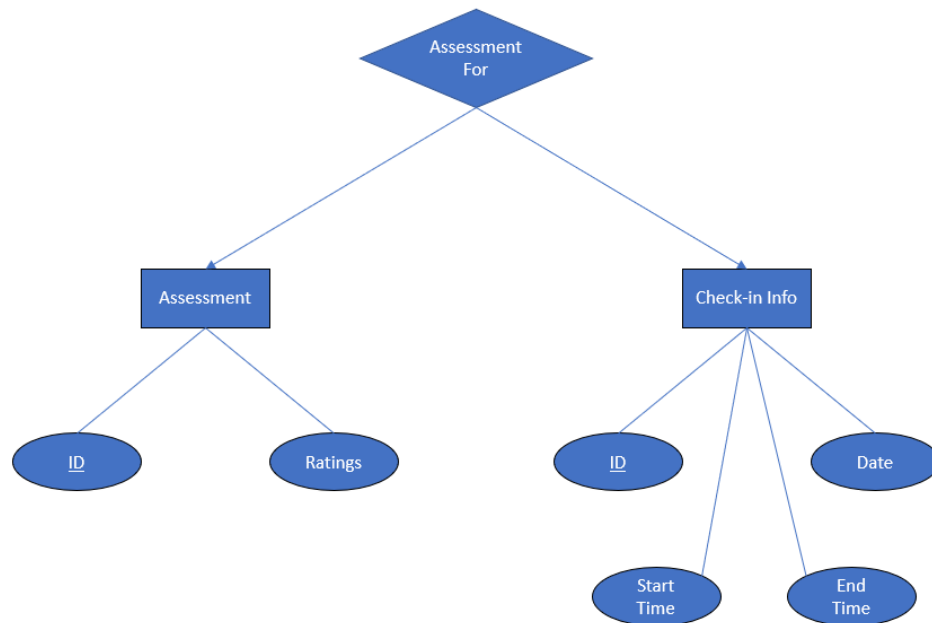 Assessment
For
Assessment
Check-in Info
ID
Ratings
ID
Date
Start
Time
End
Time